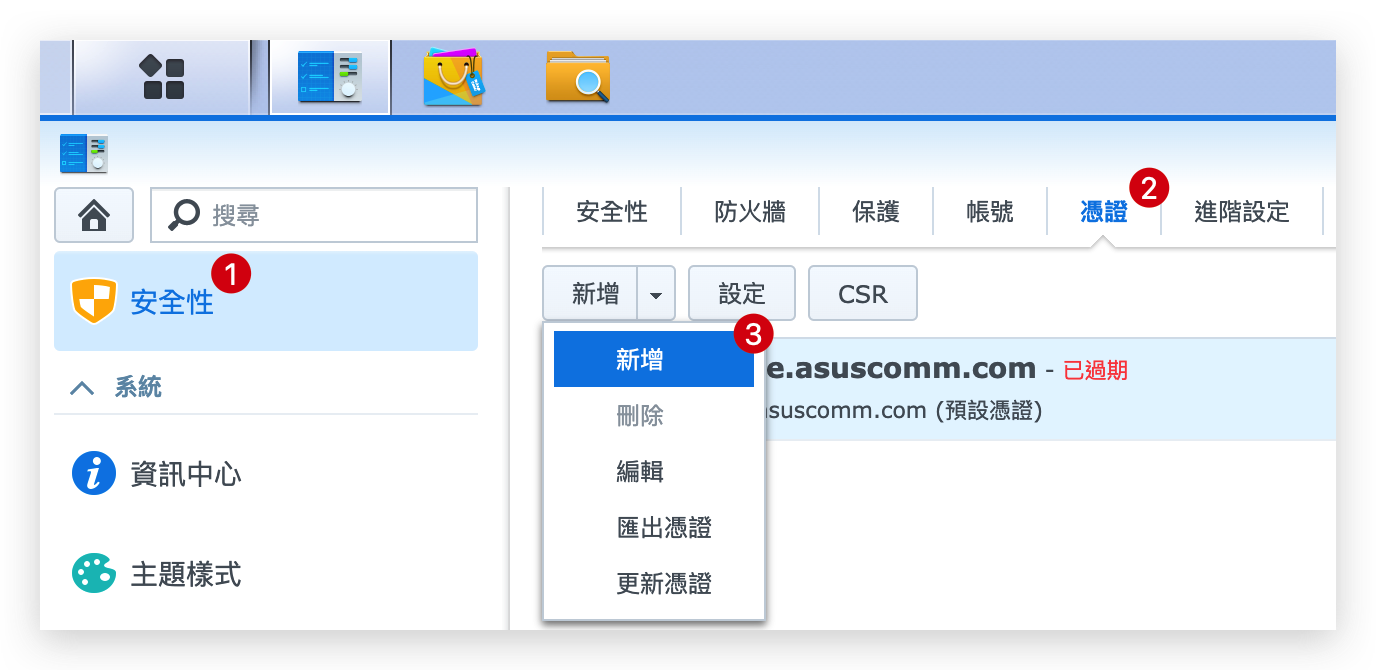 搜尋
安全性 1
系統
資訊中心
主題樣式
安全性 防火牆 保護 帳號 憑證 2 進階設定
新增 設定 CSR
新增 3
刪除
編輯
匯出憑證
更新憑證
e.asuscomm.com - 已過期
suscomm.com (預設憑證)